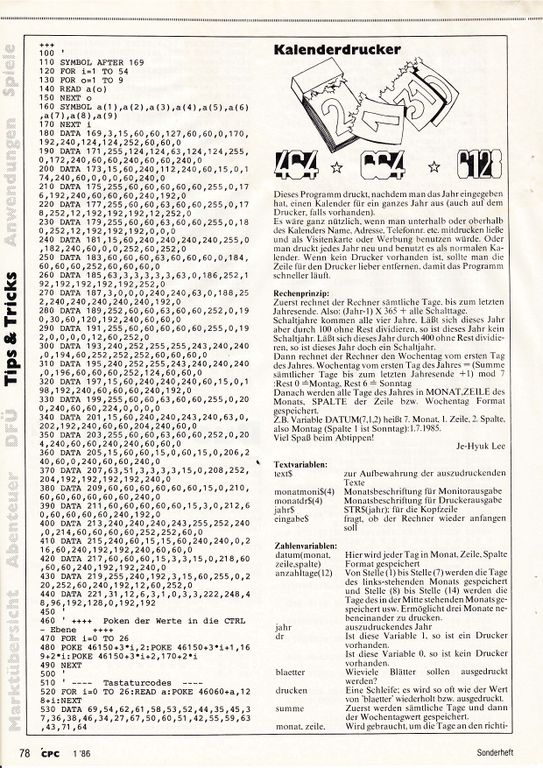 +++
100 '
110 SYMBOL AFTER 169
120 FOR i=1 TO 54
130 FOR o=1 TO 9
140 READ a(o)
150 NEXT o
160 SYMBOL a(1),a(2),a(3),a(4),a(5),a(6)
,a(7),a(8),a(9)
170 NEXT i
180 DATA 169,3,15,60,60,127,60,60,0,170,
192,240,124,124,252,60,60,0
190 DATA 171,255,124,124,63,124,124,255,
0,172,240,60,60,240,60,60,240,0
200 DATA 173,15,60,240,112,240,60,15,0,1
74,240,60,0,0,0,60,240,0
210 DATA 175,255,60,60,60,60,60,255,0,17
6,192,240,60,60,60,240,192,0
220 DATA 177,255,60,60,63,60,60,255,0,17
8,252,12,192,192,192,12,252,0
230 DATA 179,255,60,60,63,60,60,255,0,18
0,252,12,192,192,192,0,0,0
240 DATA 181,15,60,240,240,240,240,255,0
,182,240,60,0,0,252,60,252,0
250 DATA 183,60,60,60,63,60,60,60,0,184,
60,60,60,252,60,60,60,0
260 DATA 185,63,3,3,3,3,3,63,0,186,252,1
92,192,192,192,192,252,0
270 DATA 187,3,0,0,0,240,240,63,0,188,25
2,240,240,240,240,240,192,0
280 DATA 189,252,60,60,63,60,60,252,0,19
0,30,60,120,192,240,60,60,0
290 DATA 191,255,60,60,60,60,60,255,0,19
2,0,0,0,0,12,60,252,0
300 DATA 193,240,252,255,255,243,240,240
,0,194,60,252,252,252,60,60,60,0
310 DATA 195,240,252,255,243,240,240,240
,0,196,60,60,60,252,124,60,60,0
320 DATA 197,15,60,240,240,240,60,15,0,1
98,192,240,60,60,60,240,192,0
330 DATA 199,255,60,60,63,60,60,255,0,20
0,240,60,60,224,0,0,0,0
340 DATA 201,15,60,240,240,243,240,63,0,
202,192,240,60,60,204,240,60,0
350 DATA 203,255,60,60,63,60,60,252,0,20
4,240,60,60,240,240,60,60,0
360 DATA 205,15,60,60,15,0,60,15,0,206,2
40,60,0,240,60,60,240,0
370 DATA 207,63,51,3,3,3,3,15,0,208,252,
204,192,192,192,192,240,0
380 DATA 209,60,60,60,60,60,60,15,0,210,
60,60,60,60,60,60,240,0
390 DATA 211,60,60,60,60,60,15,3,0,212,6
0,60,60,60,60,240,192,0
400 DATA 213,240,240,240,243,255,252,240
,0,214,60,60,60,60,252,252,60,0
410 DATA 215,240,60,15,15,60,240,240,0,2
16,60,240,192,192,240,60,60,0
420 DATA 217,60,60,60,15,3,3,15,0,218,60
,60,60,240,192,192,240,0
430 DATA 219,255,240,192,3,15,60,255,0,2
20,252,60,240,192,12,60,252,0
440 DATA 221,31,12,6,3,1,0,3,3,222,248,4
8,96,192,128,0,192,192
450 '
460 ' ++++ Poken der Werte in die CTRL
- Ebene ++++
470 FOR i=0 TO 26
480 POKE 46150+3*i,2:POKE 46150+3*i+1,16
9+2*i:POKE 46150+3*i+2,170+2*i
490 NEXT
500 '
510 ' ---- Tastaturcodes ----
520 FOR i=0 TO 26:READ a:POKE 46060+a,12
8+i:NEXT
530 DATA 69,54,62,61,58,53,52,44,35,45,3
7,36,38,46,34,27,67,50,60,51,42,55,59,63
,43,71,64
Kalenderdrucker
464 ☆ 664 ☆ 6128
Dieses Programm druckt, nachdem man das Jahr eingegeben
hat, einen Kalender für ein ganzes Jahr aus (auch auf dem
Drucker, falls vorhanden).
Es wäre ganz nützlich, wenn man unterhalb oder oberhalb
des Kalenders Name, Adresse, Telefonnr. etc. mitdrucken ließe
und als Visitenkarte oder Werbung benutzen würde. Oder
man druckt jedes Jahr neu und benutzt es als normalen Ka-
lender. Wenn kein Drucker vorhanden ist, sollte man die
Zeile für den Drucker lieber entfernen, damit das Programm
schneller läuft.
Rechenprinzip:
Zuerst rechnet der Rechner sämtliche Tage, bis zum letzten
Jahresende. Also: (Jahr-1) X 365 + alle Schalttage.
Schaltjahre kommen alle vier Jahre. Läßt sich dieses Jahr
aber durch 100 ohne Rest dividieren, so ist dieses Jahr kein
Schaltjahr. Läßt sich dieses Jahr durch 400 ohne Rest dividie-
ren, so ist dieses Jahr doch ein Schaltjahr.
Dann rechnet der Rechner den Wochentag vom ersten Tag
des Jahres. Wochentag vom ersten Tag des Jahres = (Summe
sämtlicher Tage bis zum letzten Jahresende +1) mod 7
:Rest 0 ≙Montag, Rest 6 ≙ Sonntag
Danach werden alle Tage des Jahres in MONAT,ZEILE des
Monats, SPALTE der Zeile bzw. Wochentag Format
gespeichert.
Z.B. Variable DATUM(7,1,2) heißt 7. Monat, 1. Zeile, 2. Spalte,
also Montag (Spalte 1 ist Sonntag):1.7.1985.
Viel Spaß beim Abtippen!
Je-Hyuk Lee
Textvariablen:
text$ zur Aufbewahrung der auszudruckenden
Texte
monatmoni$(4) Monatsbeschriftung für Monitorausgabe
monatdr$(4) Monatsbeschriftung für Druckerausgabe
jahr$ STR$(jahr): für die Kopfzeile
eingabe$ fragt, ob der Rechner wieder anfangen
soll
Zahlenvariablen:
datum(monat, Hier wird jeder Tag in Monat, Zeile, Spalte
zeile,spalte) Format gespeichert
anzahltage(12) Von Stelle (1) bis Stelle (7) werden die Tage
des links-stehenden Monats gespeichert
und Stelle (8) bis Stelle (14) werden die
Tage des in der Mitte stehenden Monats ge-
speichert usw. Ermöglicht drei Monate ne-
beneinander zu drucken.
jahr auszudruckendes Jahr
dr Ist diese Variable 1, so ist ein Drucker
vorhanden.
Ist diese Variable 0, so ist kein Drucker
vorhanden.
blaetter Wieviele Blätter sollen ausgedruckt
werden?
drucken Eine Schleife; es wird so oft wie der Wert
von 'blaetter' wiederholt bzw. ausgedruckt.
summe Zuerst werden sämtliche Tage und dann
der Wochentagwert gespeichert.
monat, zeile, Wird gebraucht, um die Tage an den richti-
Marktübersicht Abenteuer DFÜ Tips & Tricks Anwendungen Spiele
78 CPC 1'86
Sonderheft